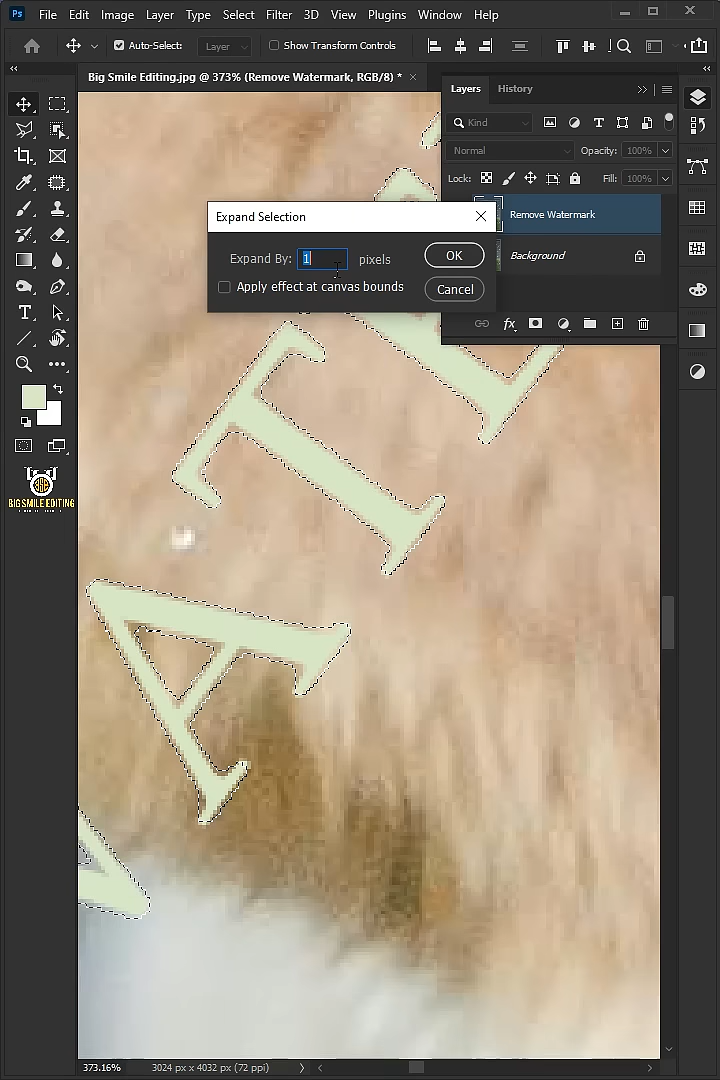 Ps File Edit Image Layer Type Select Filter 3D View Plugins Window Help
Auto-Select: Layer Show Transform Controls
Big Smile Editing.jpg @ 373% (Remove Watermark, RGB/8) *
Layers History
Kind
Normal Opacity: 100%
Lock: Fill: 100%
Remove Watermark
Background
fx
Expand Selection
Expand By: 1 pixels
OK
Apply effect at canvas bounds
Cancel
BIG SMILE EDITING
A T
373.16% 3024 px x 4032 px (72 ppi)